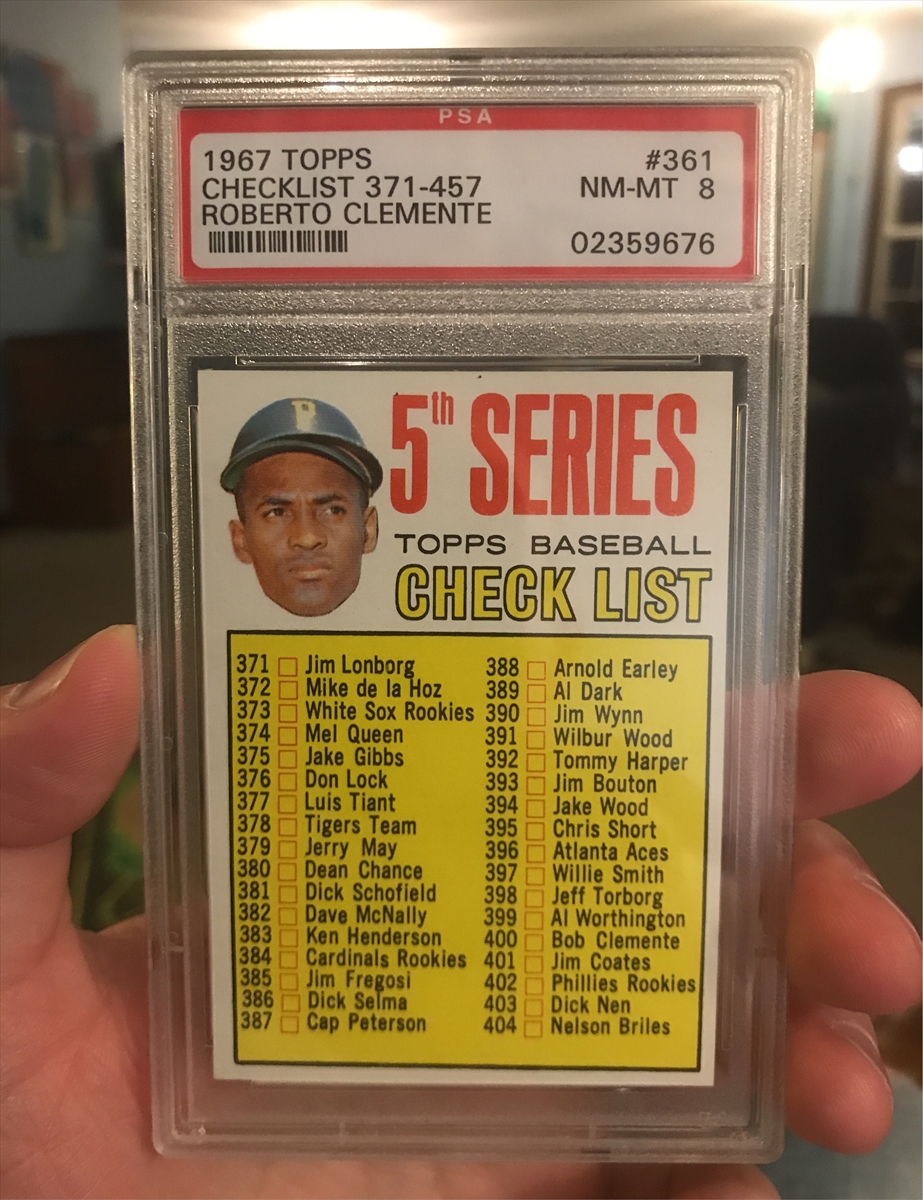 PSA
1967 TOPPS #361
CHECKLIST 371-457 NM-MT 8
ROBERTO CLEMENTE
02359676
P
5th SERIES
TOPPS BASEBALL
CHECK LIST
371 Jim Lonborg
372 Mike de la Hoz
373 White Sox Rookies
374 Mel Queen
375 Jake Gibbs
376 Don Lock
377 Luis Tiant
378 Tigers Team
379 Jerry May
380 Dean Chance
381 Dick Schofield
382 Dave McNally
383 Ken Henderson
384 Cardinals Rookies
385 Jim Fregosi
386 Dick Selma
387 Cap Peterson
388 Arnold Earley
389 Al Dark
390 Jim Wynn
391 Wilbur Wood
392 Tommy Harper
393 Jim Bouton
394 Jake Wood
395 Chris Short
396 Atlanta Aces
397 Willie Smith
398 Jeff Torborg
399 Al Worthington
400 Bob Clemente
401 Jim Coates
402 Phillies Rookies
403 Dick Nen
404 Nelson Briles